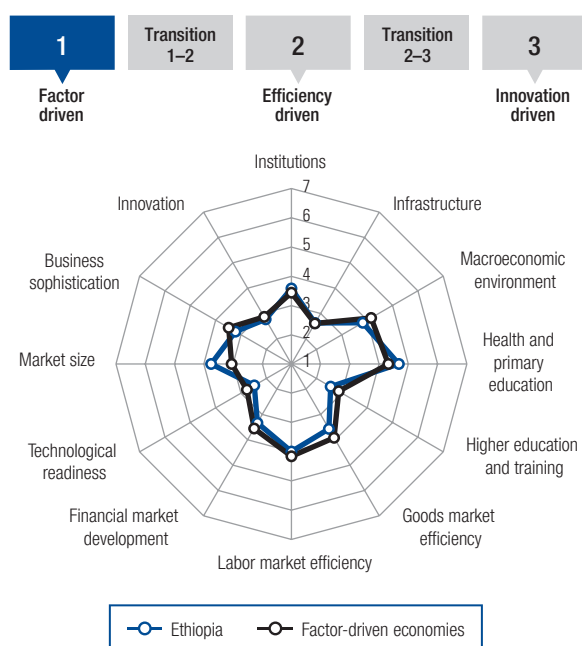 1
Transition
1–2
2
Transition
2–3
3
Factor
driven
Efficiency
driven
Innovation
driven
Institutions
Infrastructure
Macroeconomic
environment
Health and
primary
education
Higher education
and training
Goods market
efficiency
Labor market efficiency
Financial market
development
Technological
readiness
Market size
Business
sophistication
Innovation
7
6
5
4
3
2
1
Ethiopia
Factor-driven economies